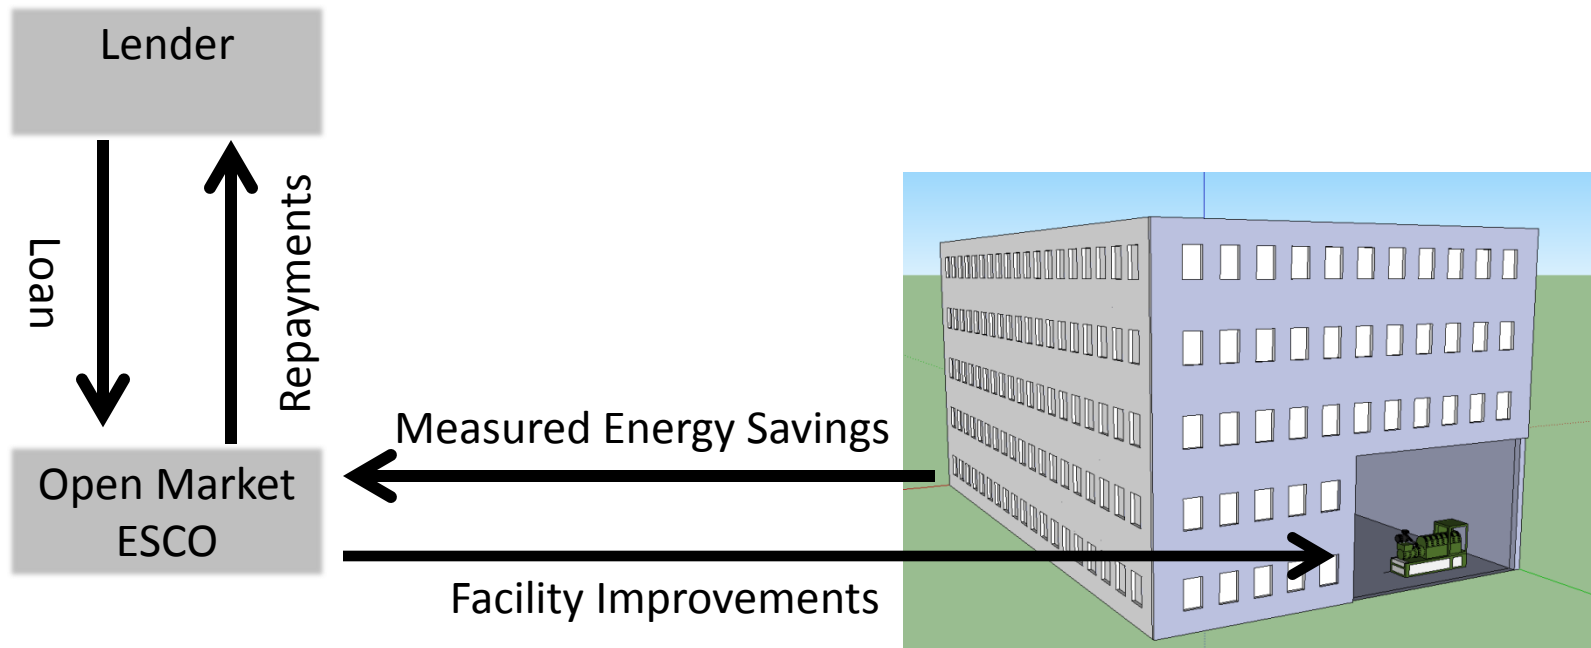 Lender
Loan
Repayments
Measured Energy Savings
Open Market
ESCO
Facility Improvements